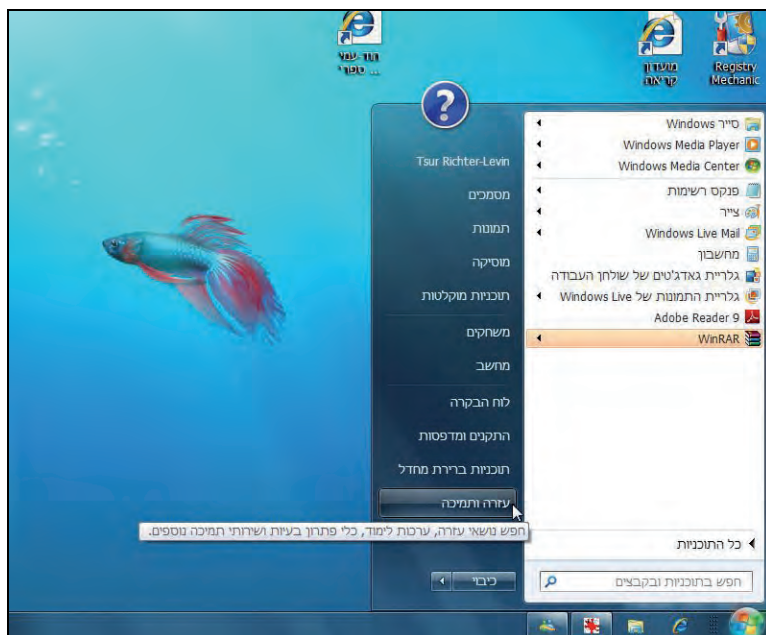 Registry
Mechanic
מועדון
קריאה
הוד-עמי
ספרי ...
סייר Windows
Windows Media Player
Windows Media Center
פנקס רשימות
צייר
Windows Live Mail
מחשבון
גלריית גאדג'טים של שולחן העבודה
גלריית התמונות של Windows Live
Adobe Reader 9
WinRAR
כל התוכניות
חפש בתוכניות ובקבצים
Tsur Richter-Levin
מסמכים
תמונות
מוסיקה
תוכניות מוקלטות
משחקים
מחשב
לוח הבקרה
התקנים ומדפסות
תוכניות ברירת מחדל
עזרה ותמיכה
חפש נושאי עזרה, ערכות לימוד, כלי פתרון בעיות ושירותי תמיכה נוספים.
כיבוי